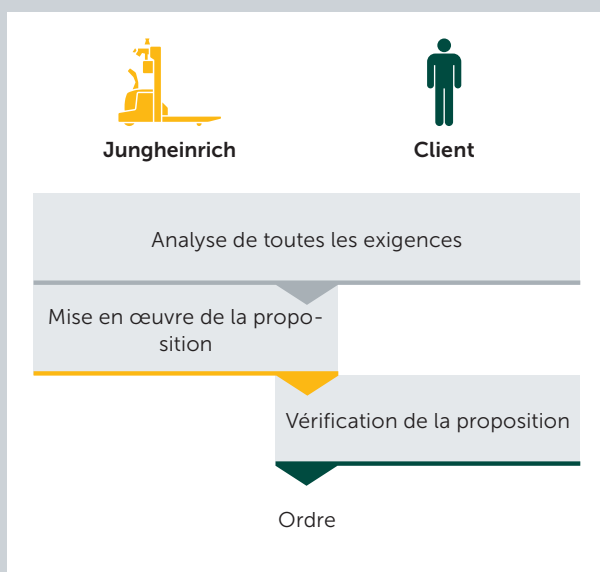 Jungheinrich
Client
Analyse de toutes les exigences
Mise en œuvre de la propo-
sition
Vérification de la proposition
Ordre